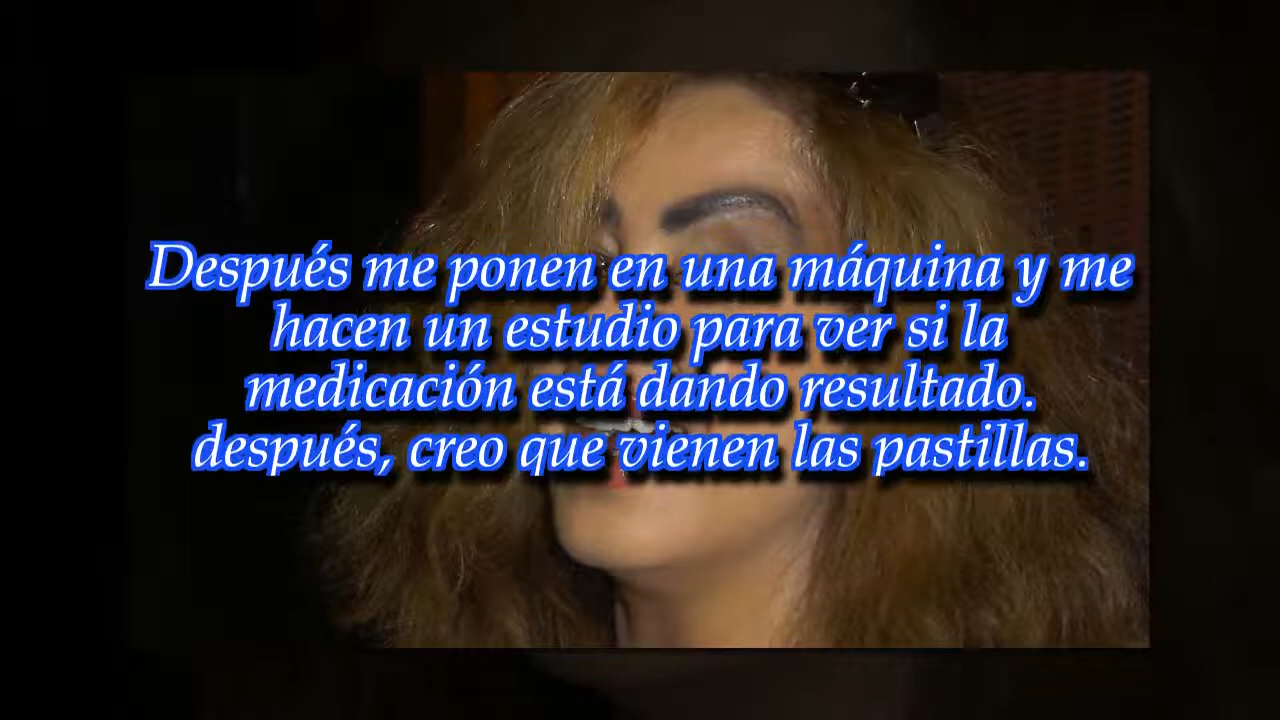 Después me ponen en una máquina y me
hacen un estudio para ver si la
medicación está dando resultado.
después, creo que vienen las pastillas.